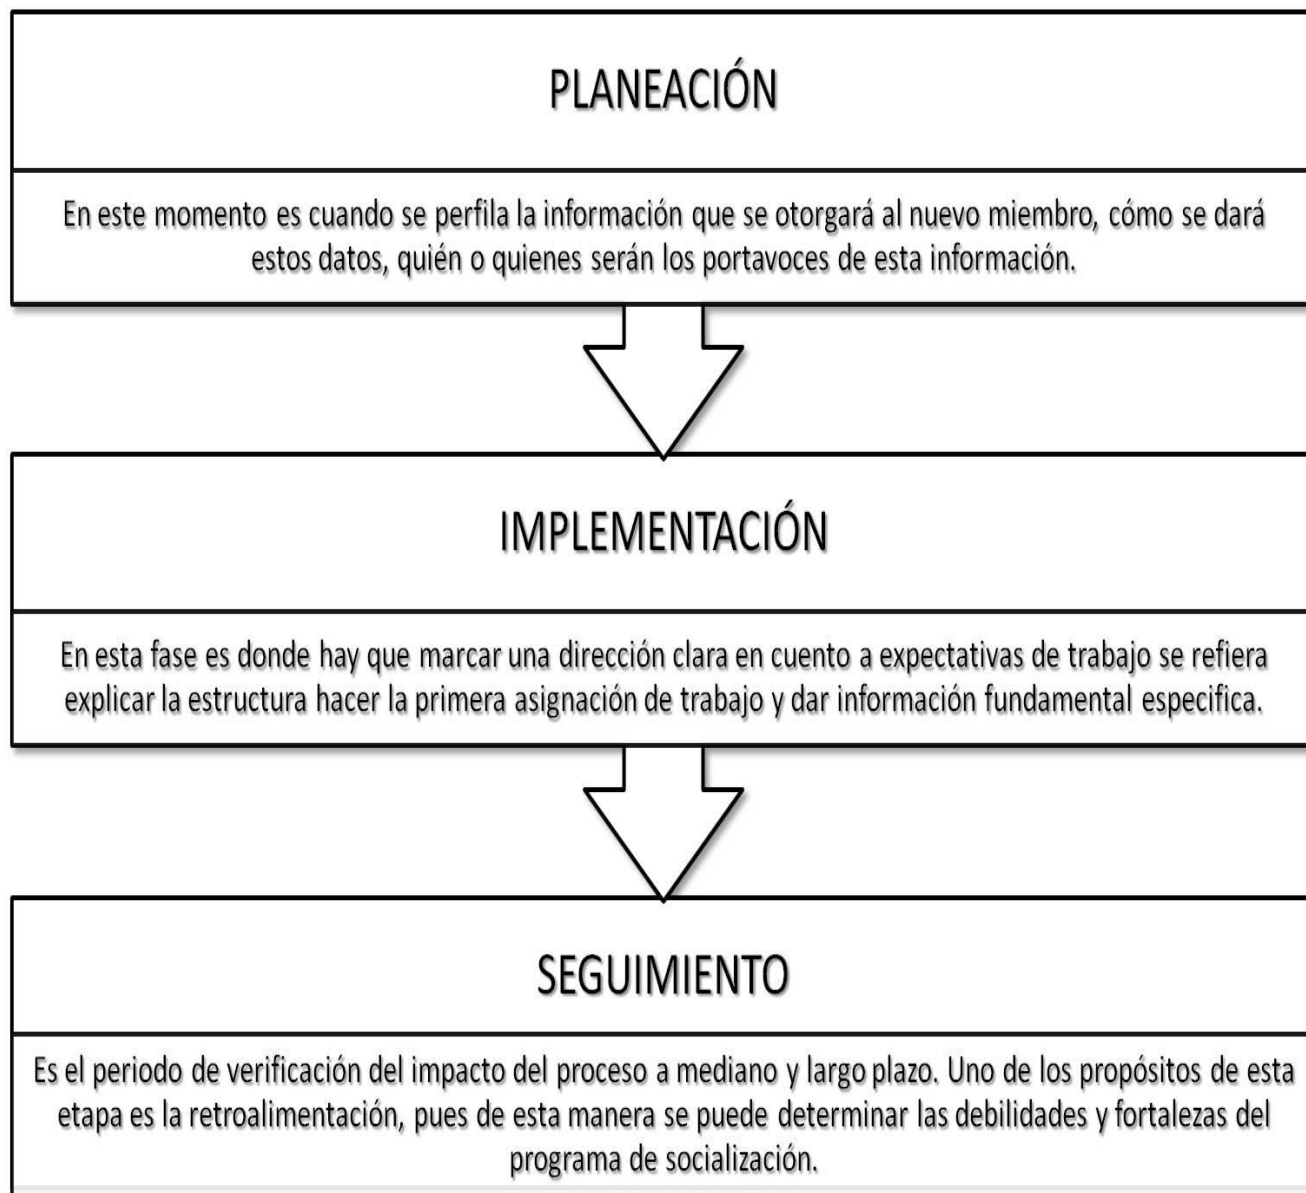 PLANEACIÓN
En este momento es cuando se perfila la información que se otorgará al nuevo miembro, cómo se dará
estos datos, quién o quienes serán los portavoces de esta información.
IMPLEMENTACIÓN
En esta fase es donde hay que marcar una dirección clara en cuento a expectativas de trabajo se refiera
explicar la estructura hacer la primera asignación de trabajo y dar información fundamental especifica.
SEGUIMIENTO
Es el periodo de verificación del impacto del proceso a mediano y largo plazo. Uno de los propósitos de esta
etapa es la retroalimentación, pues de esta manera se puede determinar las debilidades y fortalezas del
programa de socialización.